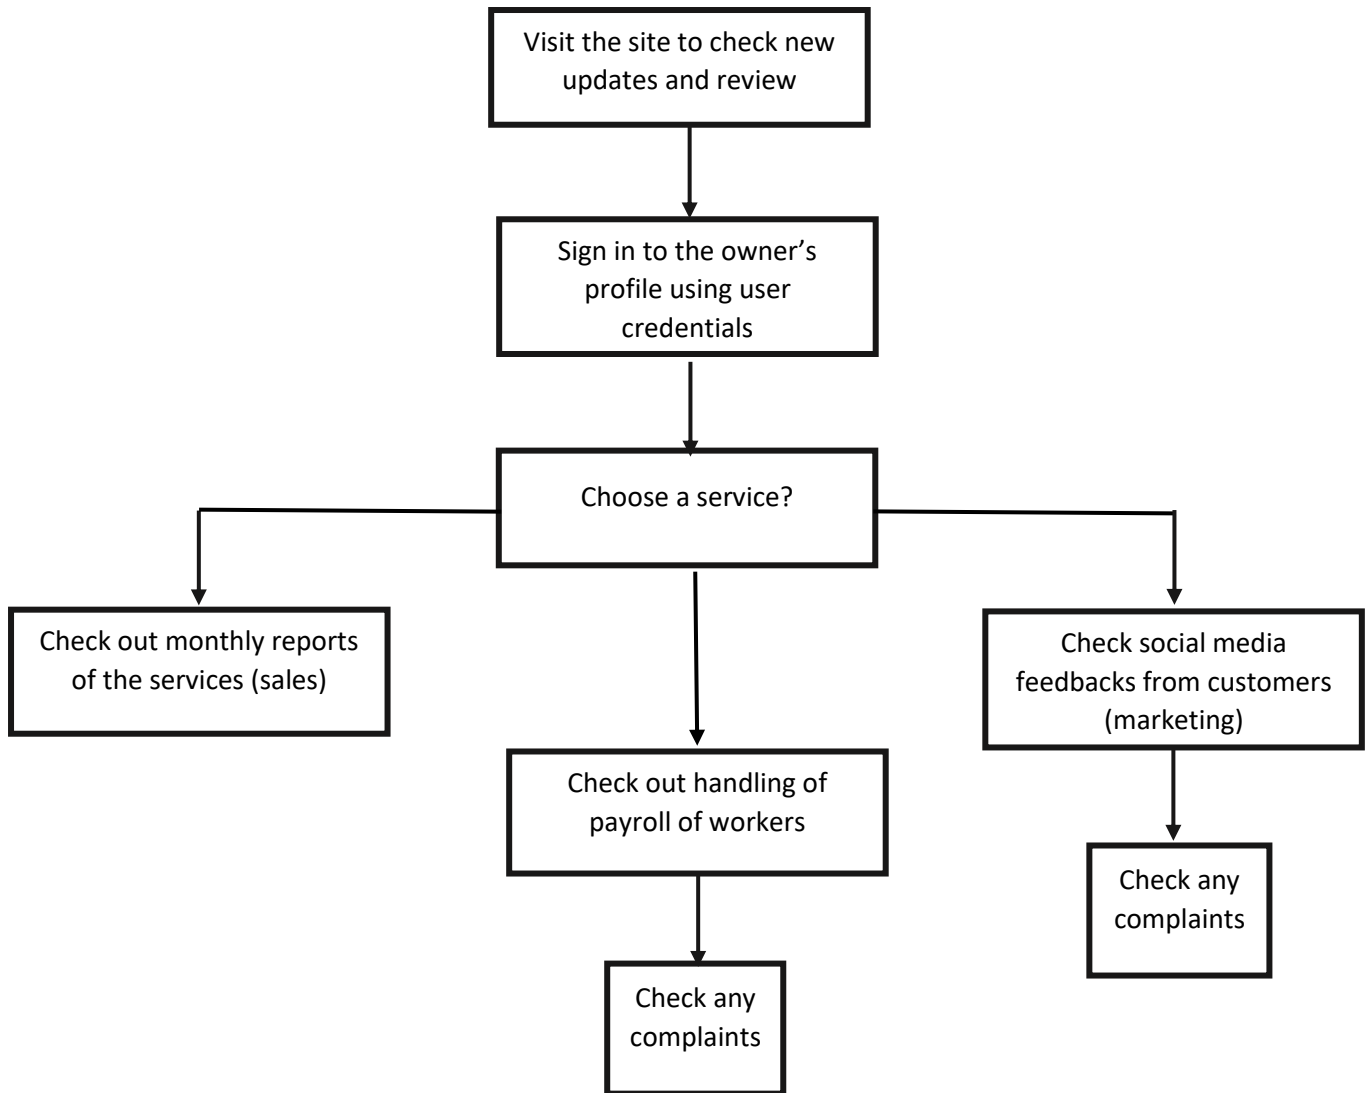 Visit the site to check new
updates and review
Sign in to the owner’s
profile using user
credentials
Choose a service?
Check out monthly reports
of the services (sales)
Check social media
feedbacks from customers
(marketing)
Check out handling of
payroll of workers
Check any
complaints
Check any
complaints